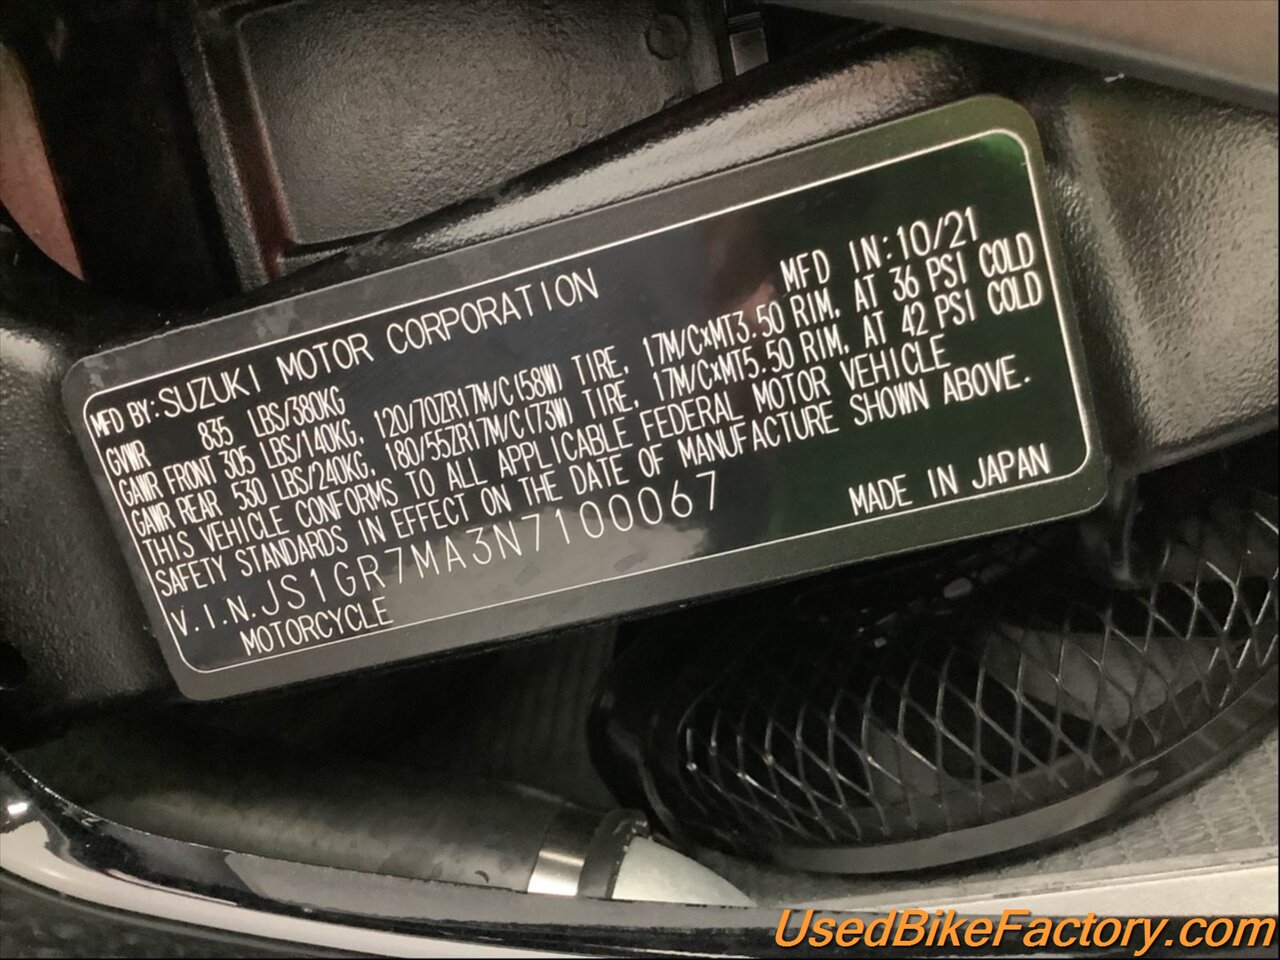 MFD BY: SUZUKI MOTOR CORPORATION MFD IN: 10/21
GVWR 835 LBS/380KG
GAWR FRONT 305 LBS/140KG, 120/70ZR17M/C(58W) TIRE, 17M/CxMT3.50 RIM, AT 36 PSI COLD
GAWR REAR 530 LBS/240KG, 180/55ZR17M/C(73W) TIRE, 17M/CxMT5.50 RIM, AT 42 PSI COLD
THIS VEHICLE CONFORMS TO ALL APPLICABLE FEDERAL MOTOR VEHICLE
SAFETY STANDARDS IN EFFECT ON THE DATE OF MANUFACTURE SHOWN ABOVE.
V.I.N. JS1GR7MA3N7100067
MOTORCYCLE MADE IN JAPAN
UsedBikeFactory.com